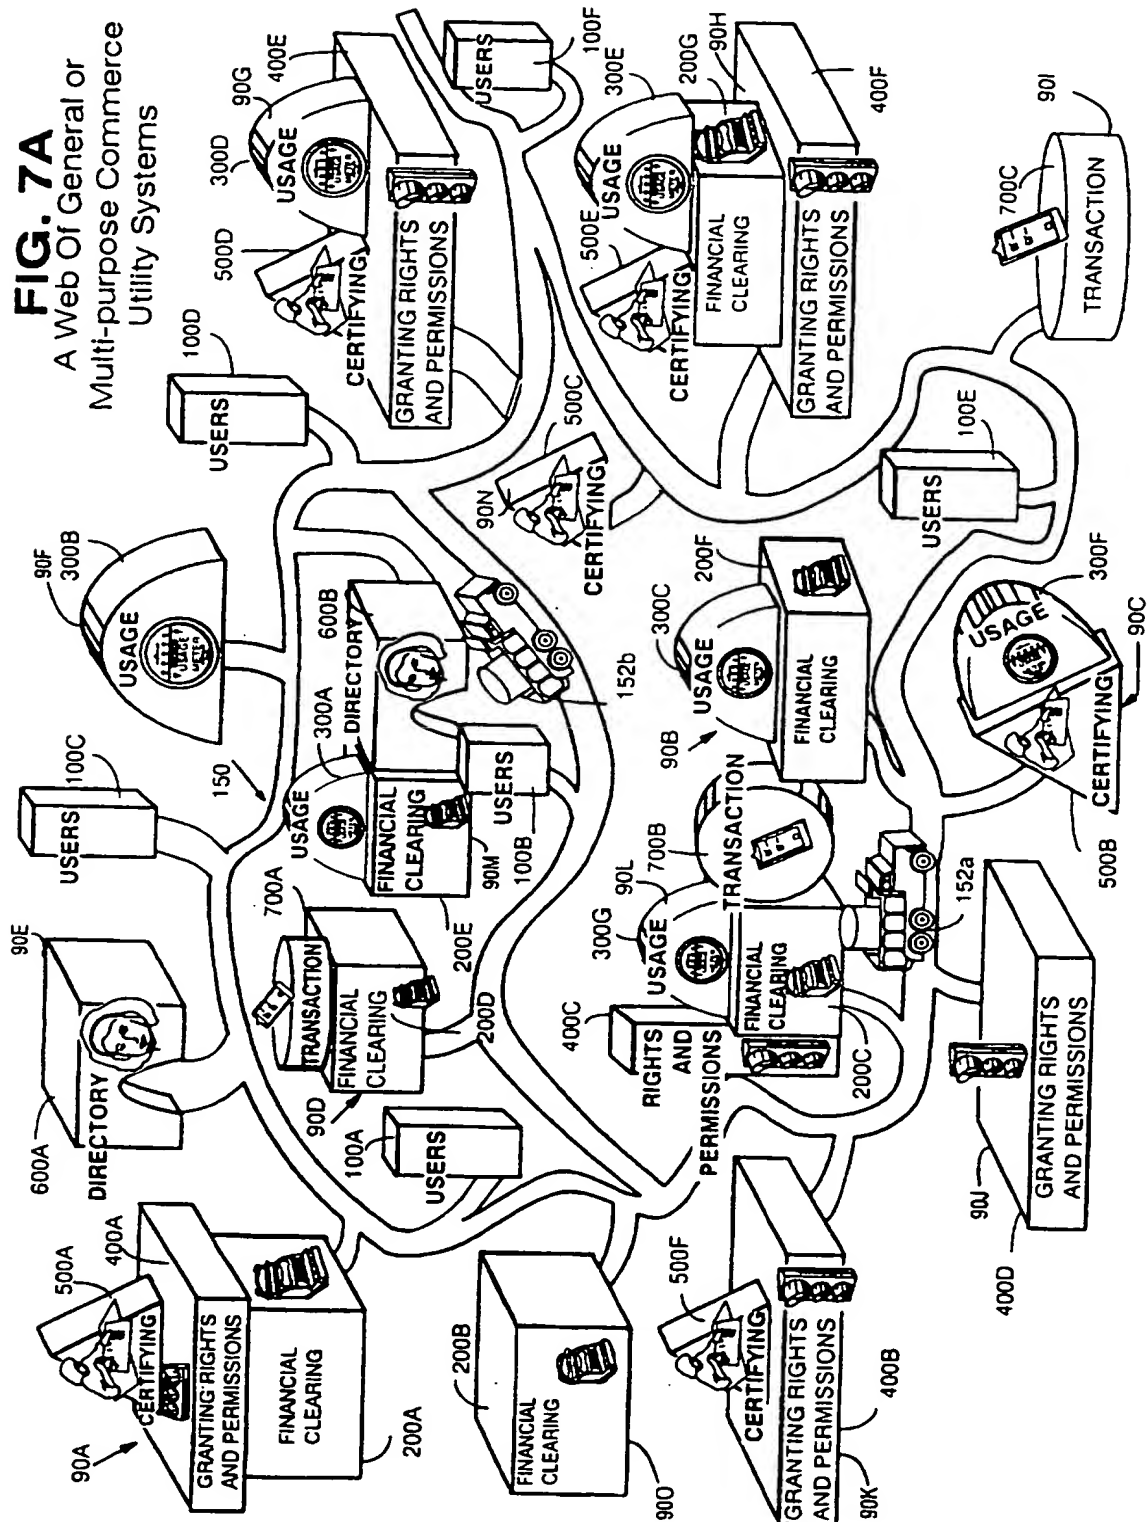 FIG. 7A
A Web Of General or
Multi-purpose Commerce
Utility Systems
90A
500A
400A
CERTIFYING
GRANTING RIGHTS
AND PERMISSIONS
FINANCIAL
CLEARING
200A
600A
90E
DIRECTORY
USERS
100C
150
90F
300B
USAGE
USAGE
METER
USERS
100D
500D
300D
90G
400E
USAGE
CERTIFYING
GRANTING RIGHTS
AND PERMISSIONS
USERS
100F
100A
USERS
90D
700A
TRANSACTION
FINANCIAL
CLEARING
200D
USAGE
300A
DIRECTORY
600B
FINANCIAL
CLEARING
90M
200E
USERS
100B
152b
90N
500C
CERTIFYING
500E
USAGE
300E
200G
90H
CERTIFYING
FINANCIAL
CLEARING
GRANTING RIGHTS
AND PERMISSIONS
400F
200B
FINANCIAL
CLEARING
90O
400C
RIGHTS
AND
PERMISSIONS
300G
90L
USAGE
700B
TRANSACTION
FINANCIAL
CLEARING
200C
152a
90B
300C
USAGE
200F
FINANCIAL
CLEARING
USERS
100E
700C
90I
TRANSACTION
500F
CERTIFYING
GRANTING RIGHTS
AND PERMISSIONS
400B
90K
90J
GRANTING RIGHTS
AND PERMISSIONS
400D
USAGE
300F
CERTIFYING
500B
90C